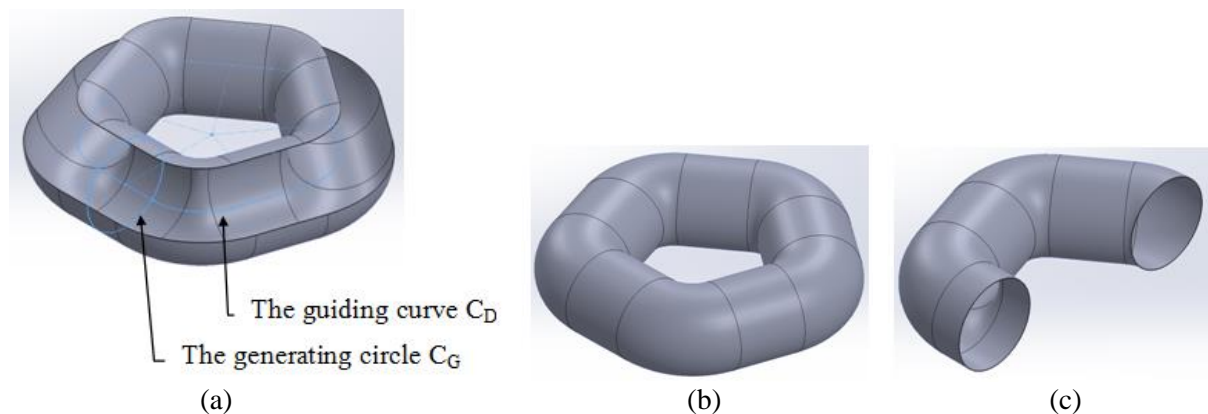 The guiding curve C_D
The generating circle C_G
(a) (b) (c)